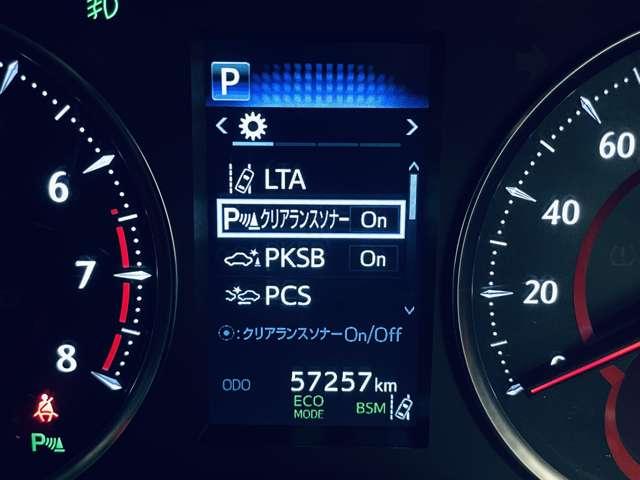 P
LTA
P クリアランスソナー On
PKSB On
PCS
:クリアランスソナーOn/Off
ODO 57257km
ECO
MODE BSM
6
7
8
P
60
40
20